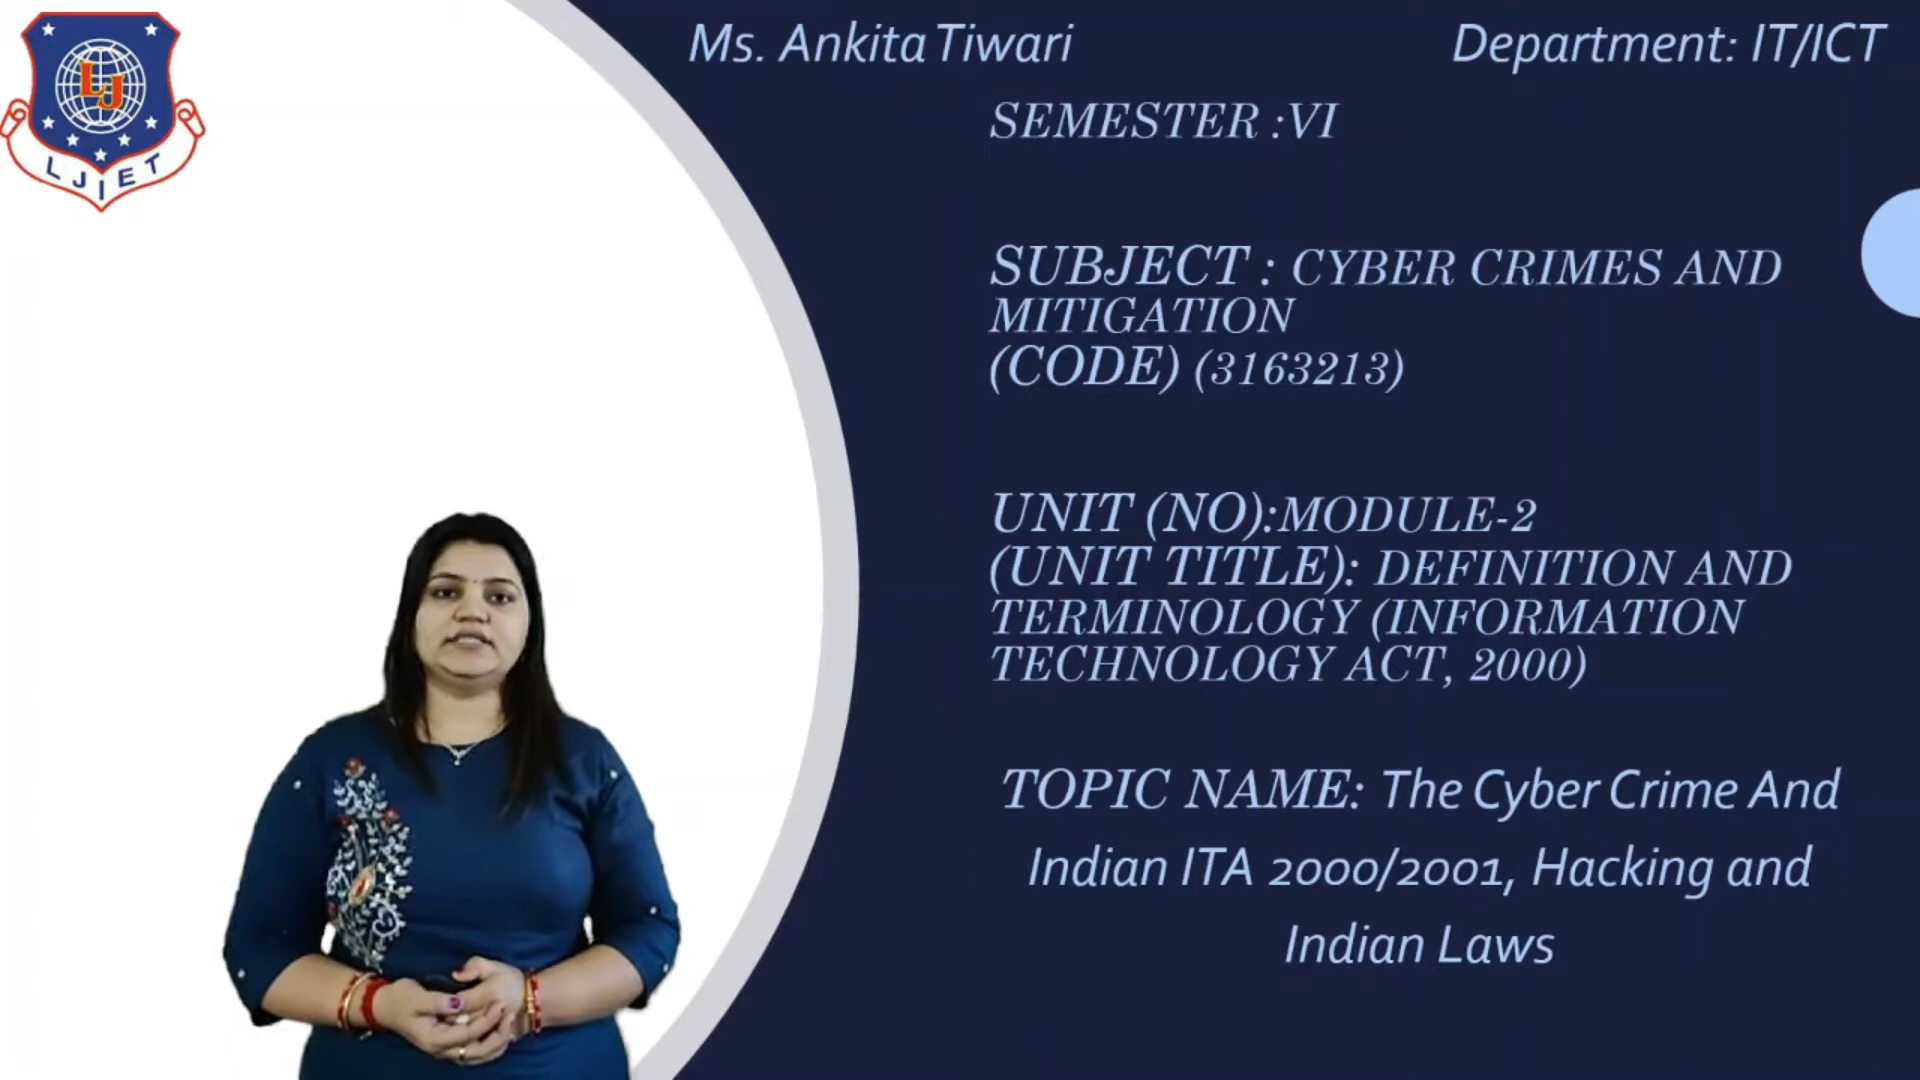 LJ
LJIET
Ms. Ankita Tiwari
Department: IT/ICT
SEMESTER :VI
SUBJECT : CYBER CRIMES AND
MITIGATION
(CODE) (3163213)
UNIT (NO):MODULE-2
(UNIT TITLE): DEFINITION AND
TERMINOLOGY (INFORMATION
TECHNOLOGY ACT, 2000)
TOPIC NAME: The Cyber Crime And
Indian ITA 2000/2001, Hacking and
Indian Laws